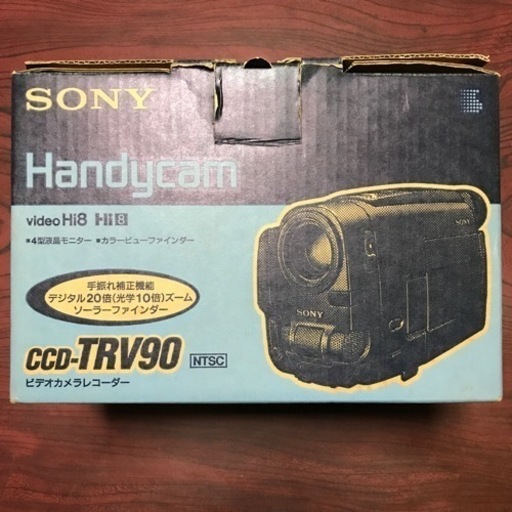 SONY
Handycam
video Hi8 Hi8
■4型液晶モニター ■カラービューファインダー
手振れ補正機能
デジタル20倍(光学10倍)ズーム
ソーラーファインダー
CCD-TRV90 NTSC
ビデオカメラレコーダー
SONY
SONY